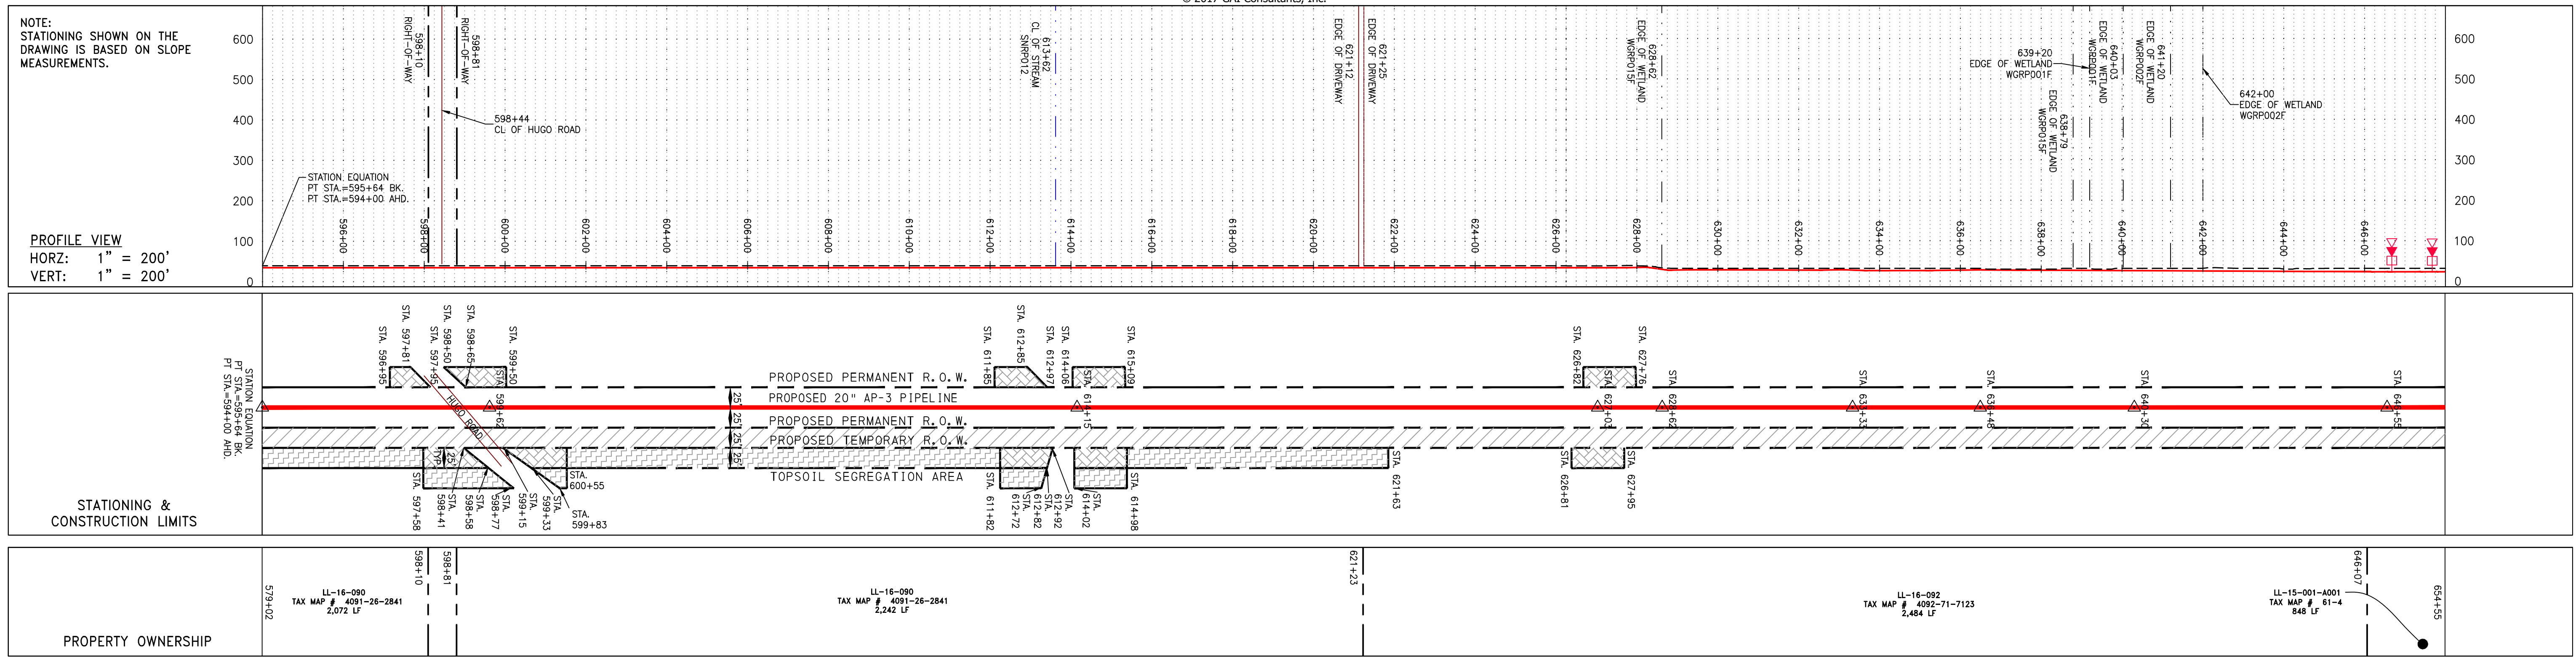 © 2017 GAI Consultants, Inc.
NOTE:
STATIONING SHOWN ON THE
DRAWING IS BASED ON SLOPE
MEASUREMENTS.
PROFILE VIEW
HORZ: 1" = 200'
VERT: 1" = 200'
600
500
400
300
200
100
0
STATION EQUATION
PT STA.=595+64 BK.
PT STA.=594+00 AHD.
598+10
RIGHT-OF-WAY
598+81
RIGHT-OF-WAY
598+44
CL OF HUGO ROAD
613+62
CL OF STREAM
SNRP012
621+12
EDGE OF DRIVEWAY
621+25
EDGE OF DRIVEWAY
628+62
EDGE OF WETLAND
WGRP015F
638+79
EDGE OF WETLAND
WGRP015F
639+20
EDGE OF WETLAND
WGRP001F
640+03
EDGE OF WETLAND
WGRP001F
641+20
EDGE OF WETLAND
WGRP002F
642+00
EDGE OF WETLAND
WGRP002F
596+00
598+00
600+00
602+00
604+00
606+00
608+00
610+00
612+00
614+00
616+00
618+00
620+00
622+00
624+00
626+00
628+00
630+00
632+00
634+00
636+00
638+00
640+00
642+00
644+00
646+00
600
500
400
300
200
100
0
STATIONING &
CONSTRUCTION LIMITS
STATION EQUATION
PT STA.=595+64 BK.
PT STA.=594+00 AHD.
STA. 596+95
STA. 597+81
STA. 597+95
STA. 598+50
STA. 598+65
STA. 599+50
STA. 599+62
HUGO ROAD
STA. 611+85
STA. 612+85
STA. 612+97
STA. 614+06
STA. 615+09
STA. 614+15
STA. 626+82
STA. 627+76
STA. 627+03
STA. 628+62
STA. 633+33
STA. 636+48
STA. 640+30
STA. 646+55
PROPOSED PERMANENT R.O.W.
PROPOSED 20" AP-3 PIPELINE
PROPOSED PERMANENT R.O.W.
PROPOSED TEMPORARY R.O.W.
TOPSOIL SEGREGATION AREA
25'
25'
25'
25'
25'
TYP
STA. 597+58
STA. 598+41
STA. 598+58
STA. 598+77
STA. 599+15
STA. 599+33
STA.
599+83
STA.
600+55
STA. 611+82
STA. 612+72
STA. 612+82
STA. 612+92
STA. 614+02
STA. 614+98
STA. 621+63
STA. 626+81
STA. 627+95
PROPERTY OWNERSHIP
579+02
LL-16-090
TAX MAP # 4091-26-2841
2,072 LF
598+10
598+81
LL-16-090
TAX MAP # 4091-26-2841
2,242 LF
621+23
LL-16-092
TAX MAP # 4092-71-7123
2,484 LF
646+07
LL-15-001-A001
TAX MAP # 61-4
848 LF
654+55